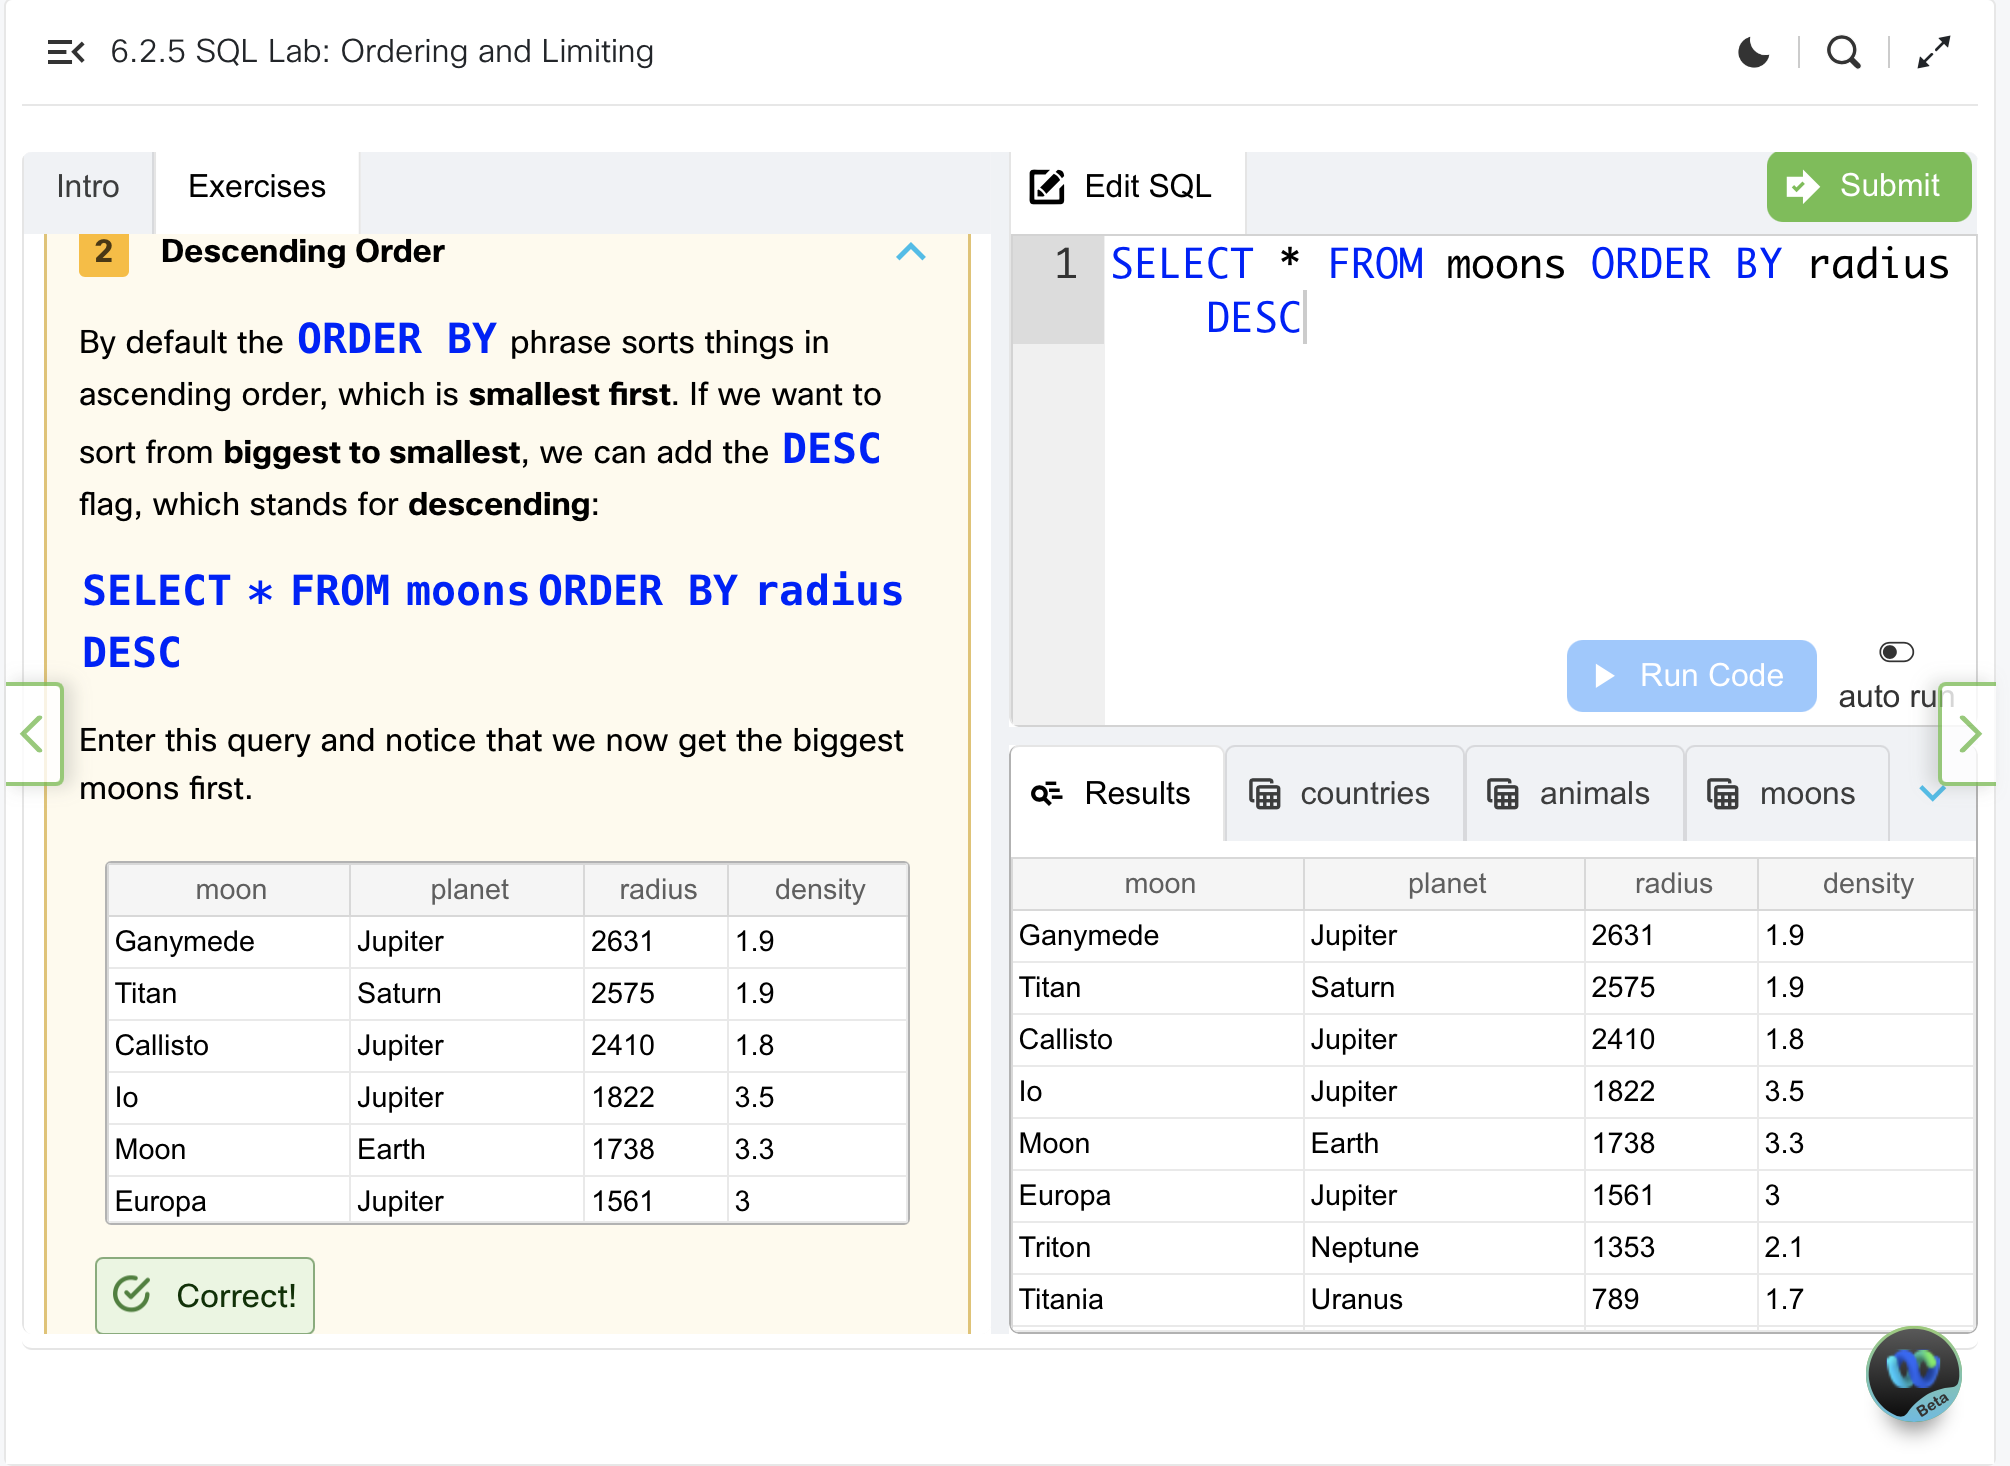 6.2.5 SQL Lab: Ordering and Limiting
Intro
Exercises
2 Descending Order
By default the ORDER BY phrase sorts things in
ascending order, which is smallest first. If we want to
sort from biggest to smallest, we can add the DESC
flag, which stands for descending:
SELECT * FROM moons ORDER BY radius
DESC
Enter this query and notice that we now get the biggest
moons first.
moon planet radius density
Ganymede Jupiter 2631 1.9
Titan Saturn 2575 1.9
Callisto Jupiter 2410 1.8
Io Jupiter 1822 3.5
Moon Earth 1738 3.3
Europa Jupiter 1561 3
Correct!
Edit SQL
Submit
1 SELECT * FROM moons ORDER BY radius
DESC
Run Code
auto run
Results countries animals moons
moon planet radius density
Ganymede Jupiter 2631 1.9
Titan Saturn 2575 1.9
Callisto Jupiter 2410 1.8
Io Jupiter 1822 3.5
Moon Earth 1738 3.3
Europa Jupiter 1561 3
Triton Neptune 1353 2.1
Titania Uranus 789 1.7
Beta